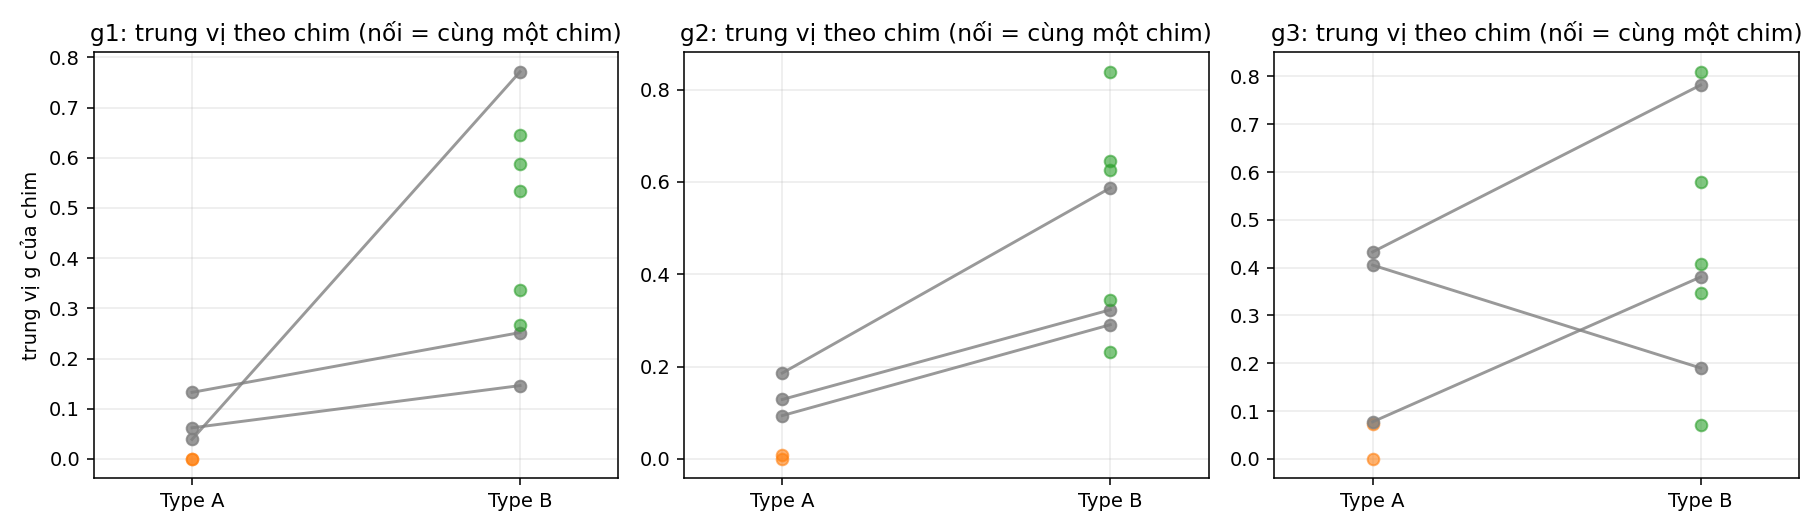 g1: trung vị theo chim (nối = cùng một chim)
trung vị g của chim
0.8
0.7
0.6
0.5
0.4
0.3
0.2
0.1
0.0
Type A
Type B
g2: trung vị theo chim (nối = cùng một chim)
0.8
0.6
0.4
0.2
0.0
Type A
Type B
g3: trung vị theo chim (nối = cùng một chim)
0.8
0.7
0.6
0.5
0.4
0.3
0.2
0.1
0.0
Type A
Type B